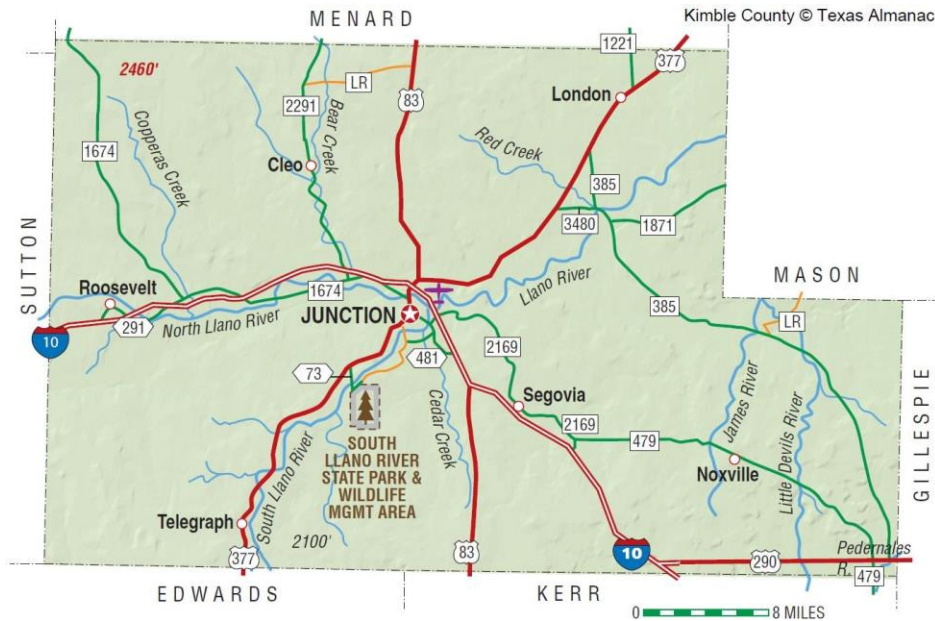 Kimble County © Texas Almanac
MENARD
1221
377
2460'
LR
83
London
2291
Bear Creek
Copperas Creek
1674
Cleo
Red Creek
385
3480
1871
SUTTON
MASON
Roosevelt
1674
Llano River
291
North Llano River
JUNCTION
385
LR
10
2169
481
73
GILLESPIE
Segovia
James River
Cedar Creek
2169
479
SOUTH
LLANO RIVER
STATE PARK &
WILDLIFE
MGMT AREA
Noxville
Little Devils River
South Llano River
Telegraph
2100'
377
83
10
290
Pedernales
R.
479
EDWARDS
KERR
0 8 MILES